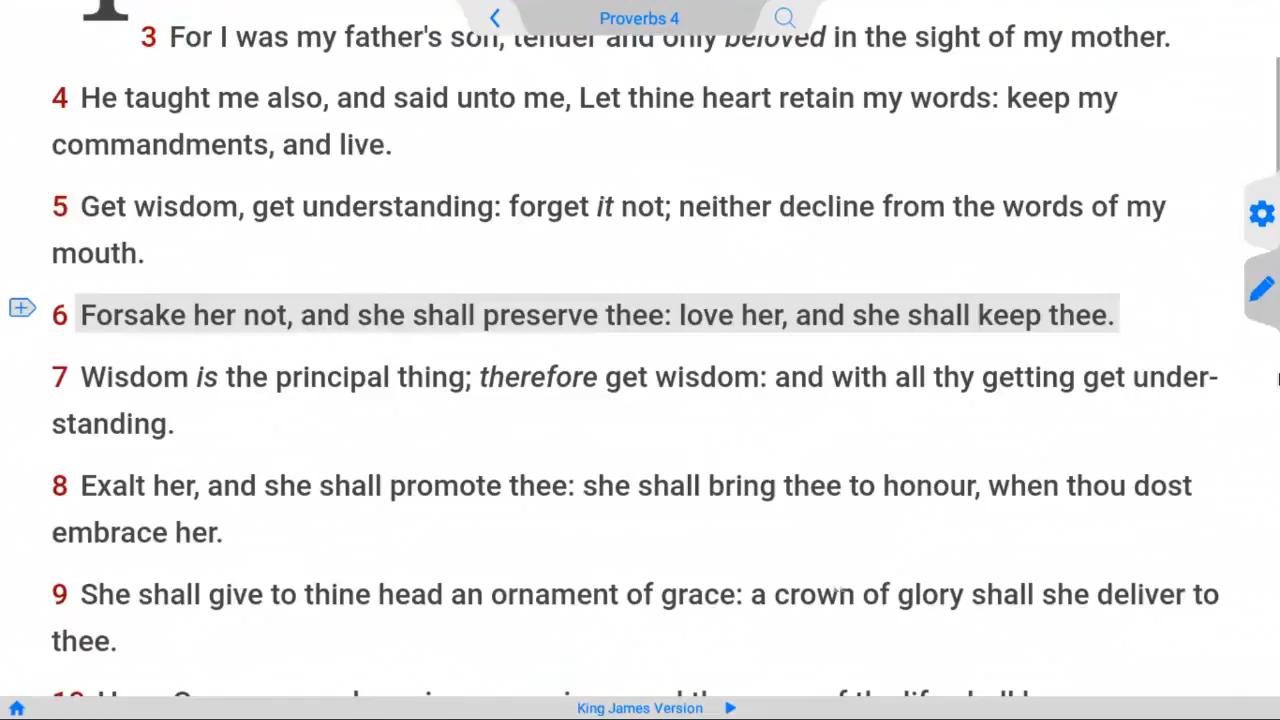 Proverbs 4
3 For I was my father's son, tender and only beloved in the sight of my mother.
4 He taught me also, and said unto me, Let thine heart retain my words: keep my
commandments, and live.
5 Get wisdom, get understanding: forget it not; neither decline from the words of my
mouth.
6 Forsake her not, and she shall preserve thee: love her, and she shall keep thee.
7 Wisdom is the principal thing; therefore get wisdom: and with all thy getting get under-
standing.
8 Exalt her, and she shall promote thee: she shall bring thee to honour, when thou dost
embrace her.
9 She shall give to thine head an ornament of grace: a crown of glory shall she deliver to
thee.
King James Version